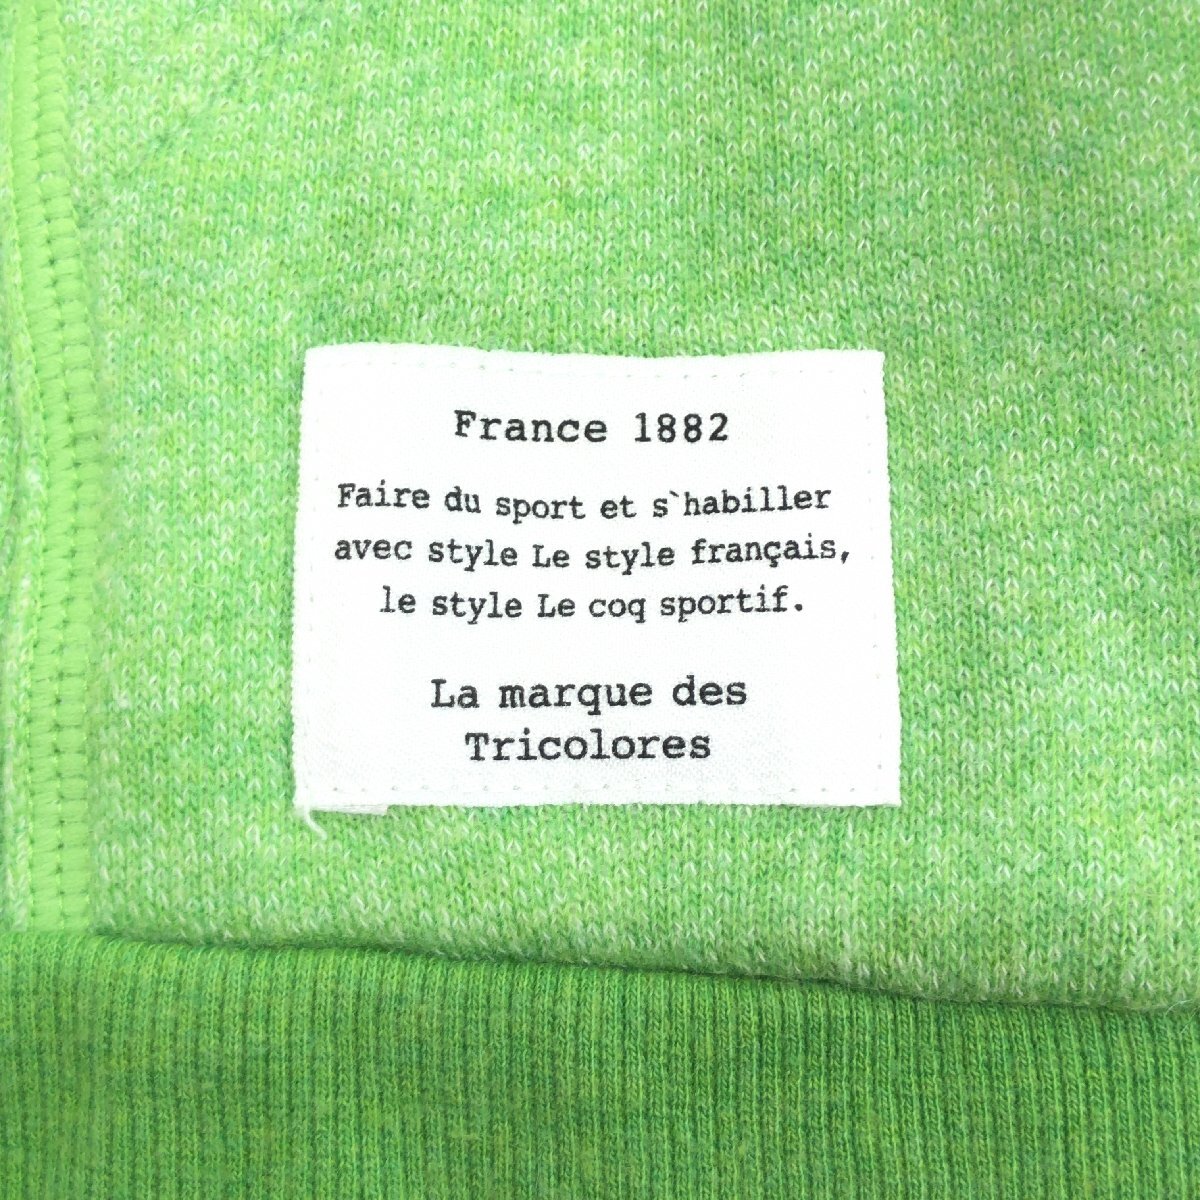 France 1882
Faire du sport et s`habiller
avec style Le style français,
le style Le coq sportif.
La marque des
Tricolores